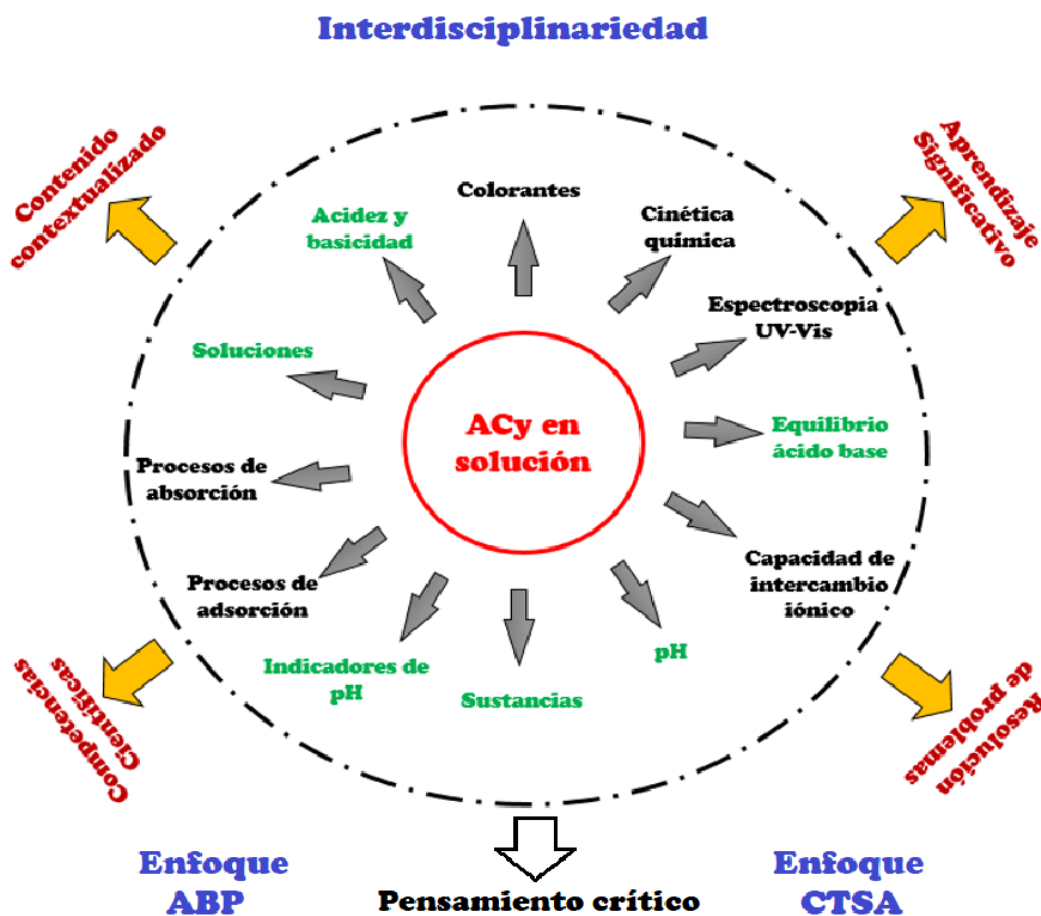 Interdisciplinariedad
Contenido
contextualizado
Aprendizaje
Significativo
Colorantes
Acidez y
basicidad
Cinética
química
Espectroscopia
UV-Vis
Soluciones
ACy en
solución
Equilibrio
ácido base
Procesos de
absorción
Capacidad de
intercambio
iónico
Procesos de
adsorción
Indicadores de
pH
Sustancias
pH
Competencias
Científicas
Resolución
de problemas
Enfoque
ABP
Pensamiento crítico
Enfoque
CTSA